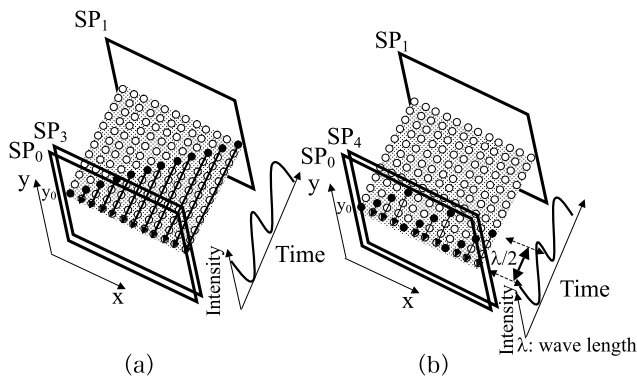 SP1
SP3
SP0
y
y0
x
Intensity
Time
(a)
SP1
SP4
SP0
y
y0
x
Intensity
λ/2
Time
λ: wave length
(b)